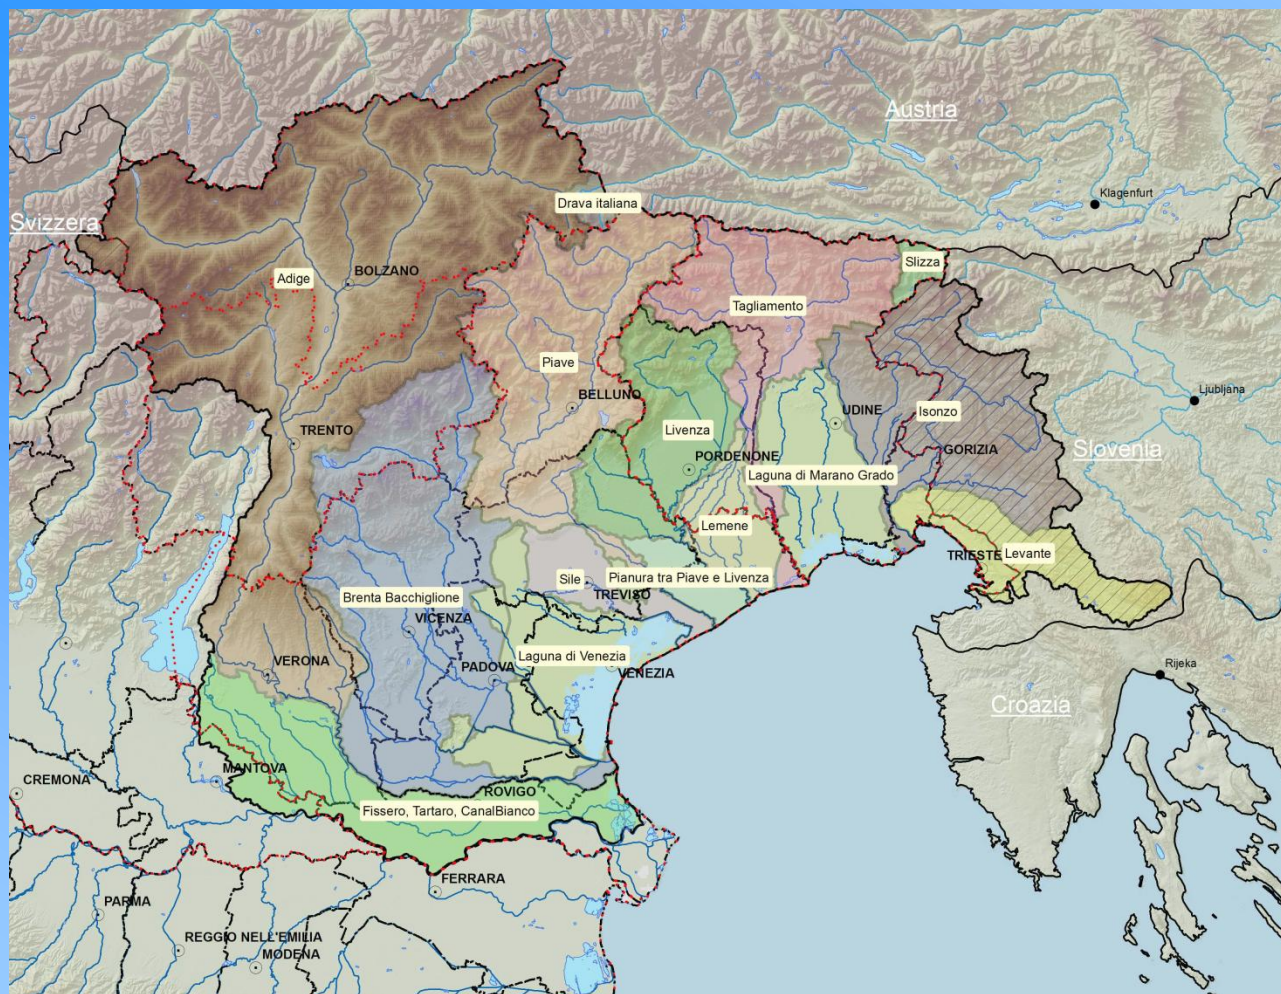 Austria
Klagenfurt
Svizzera
Drava italiana
Slizza
Adige
BOLZANO
Tagliamento
Piave
BELLUNO
Ljubljana
Isonzo
UDINE
TRENTO
Livenza
GORIZIA
Slovenia
PORDENONE
Laguna di Marano Grado
Lemene
TRIESTE
Levante
Sile
Pianura tra Piave e Livenza
TREVISO
Brenta Bacchiglione
VICENZA
Laguna di Venezia
VERONA
PADOVA
VENEZIA
Rijeka
Croazia
MANTOVA
CREMONA
ROVIGO
Fissero, Tartaro, CanalBianco
FERRARA
PARMA
REGGIO NELL'EMILIA
MODENA